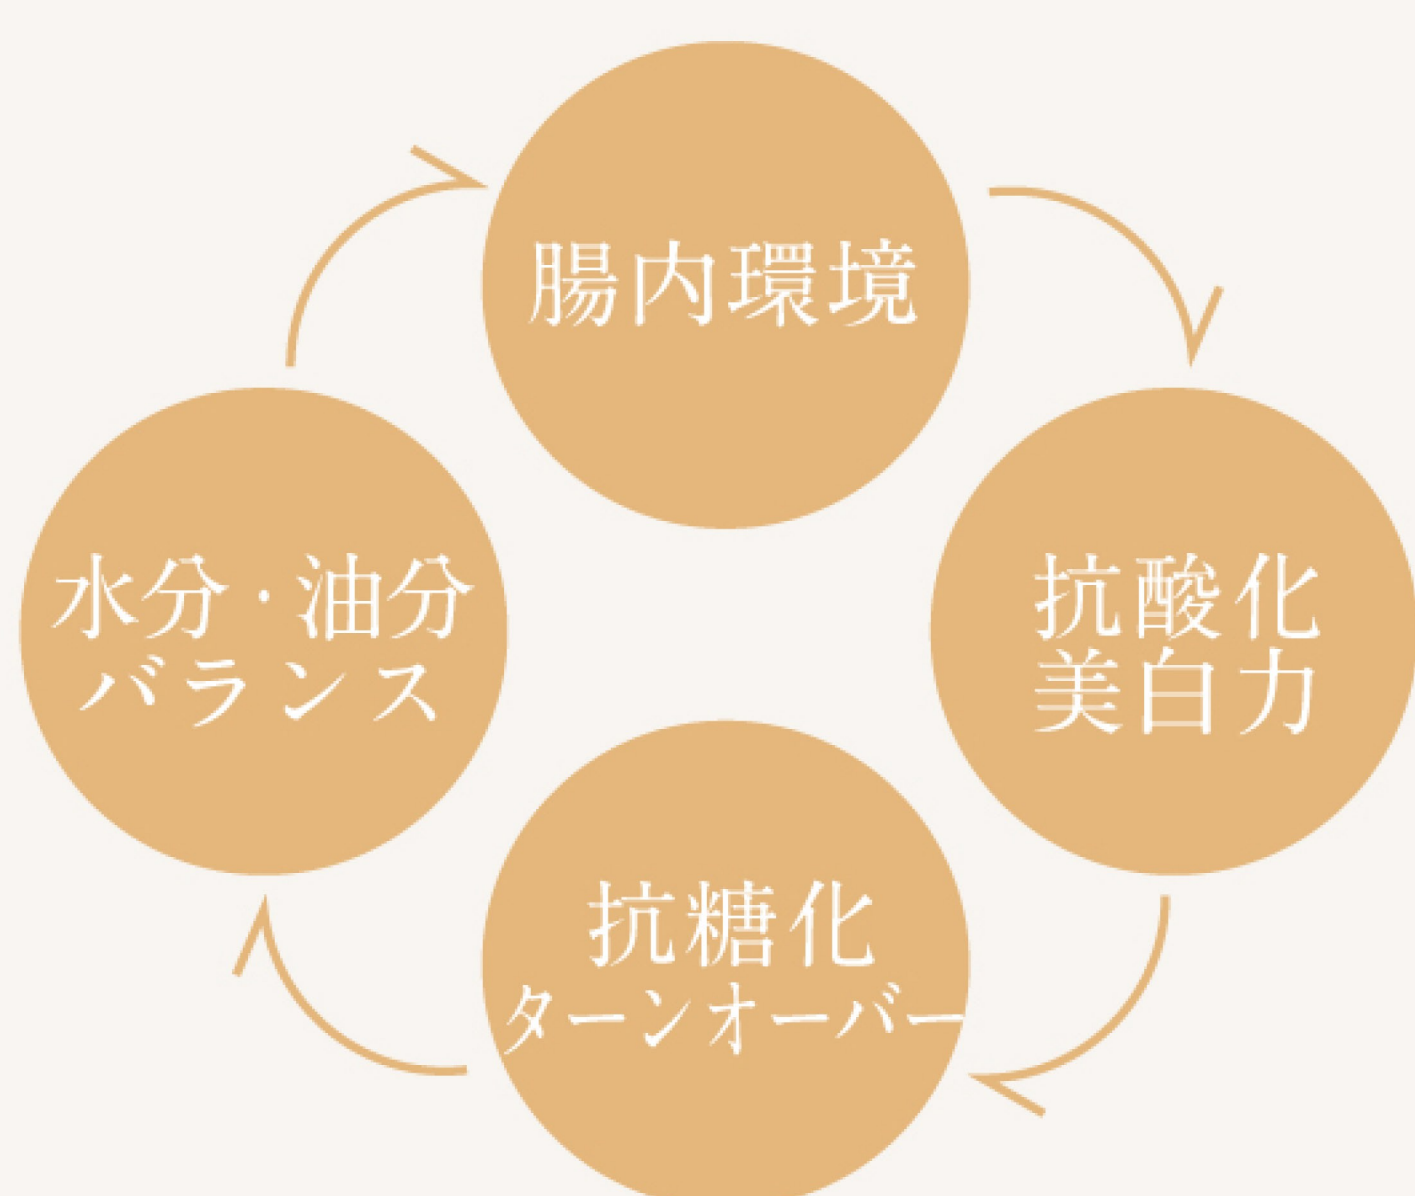 腸内環境
水分・油分
バランス
抗酸化
美白力
抗糖化
ターンオーバー